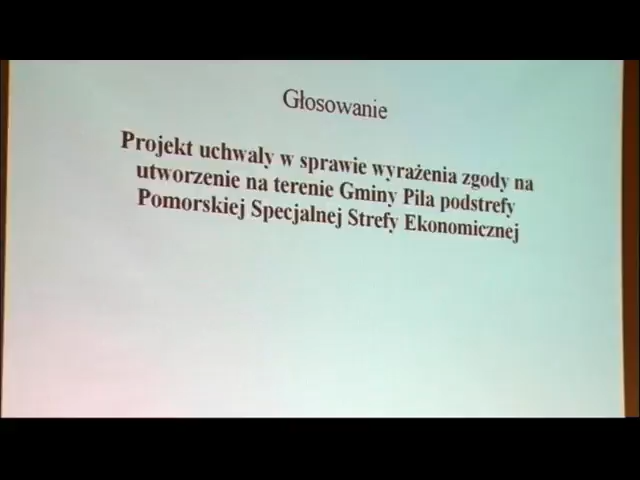 Głosowanie
Projekt uchwały w sprawie wyrażenia zgody na
utworzenie na terenie Gminy Piła podstrefy
Pomorskiej Specjalnej Strefy Ekonomicznej